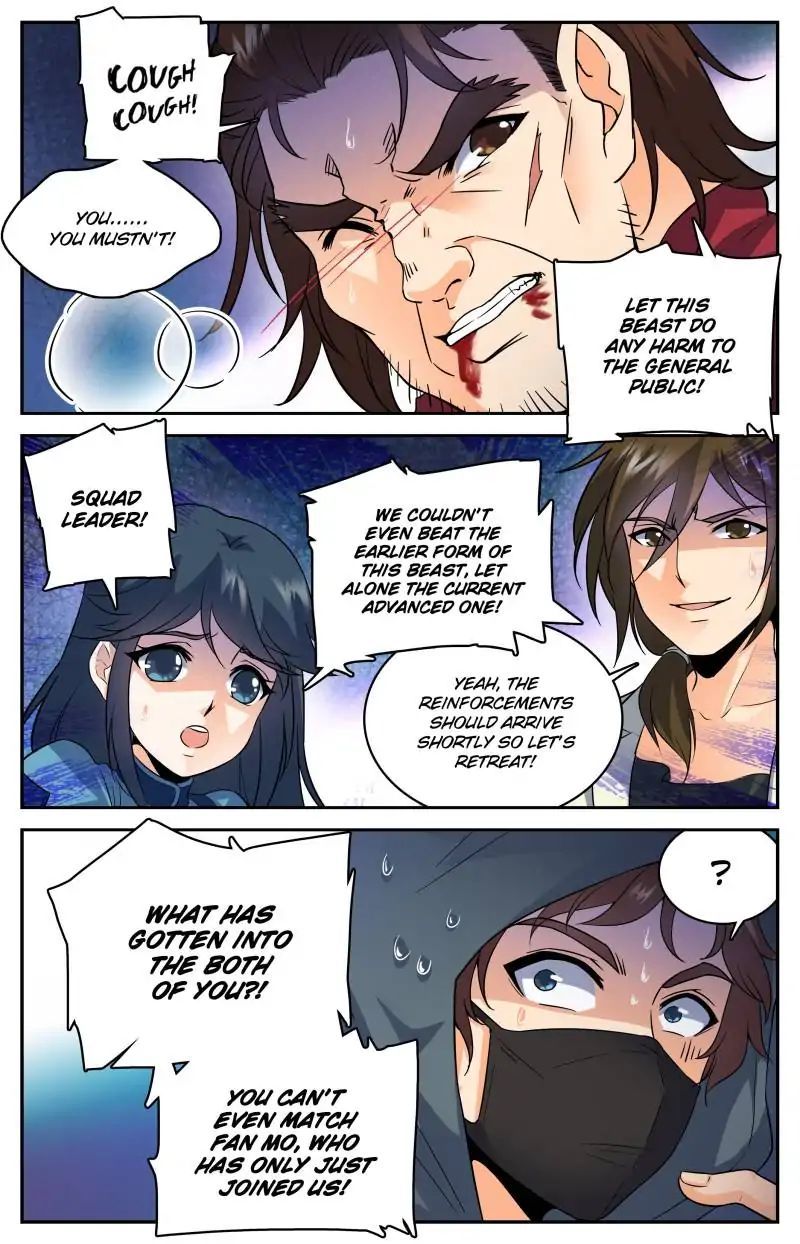 COUGH
COUGH!
YOU......
YOU MUSTN'T!
LET THIS
BEAST DO
ANY HARM TO
THE GENERAL
PUBLIC!
SQUAD
LEADER!
WE COULDN'T
EVEN BEAT THE
EARLIER FORM OF
THIS BEAST, LET
ALONE THE CURRENT
ADVANCED ONE!
YEAH, THE
REINFORCEMENTS
SHOULD ARRIVE
SHORTLY SO LET'S
RETREAT!
?
WHAT HAS
GOTTEN INTO
THE BOTH
OF YOU?!
YOU CAN'T
EVEN MATCH
FAN MO, WHO
HAS ONLY JUST
JOINED US!